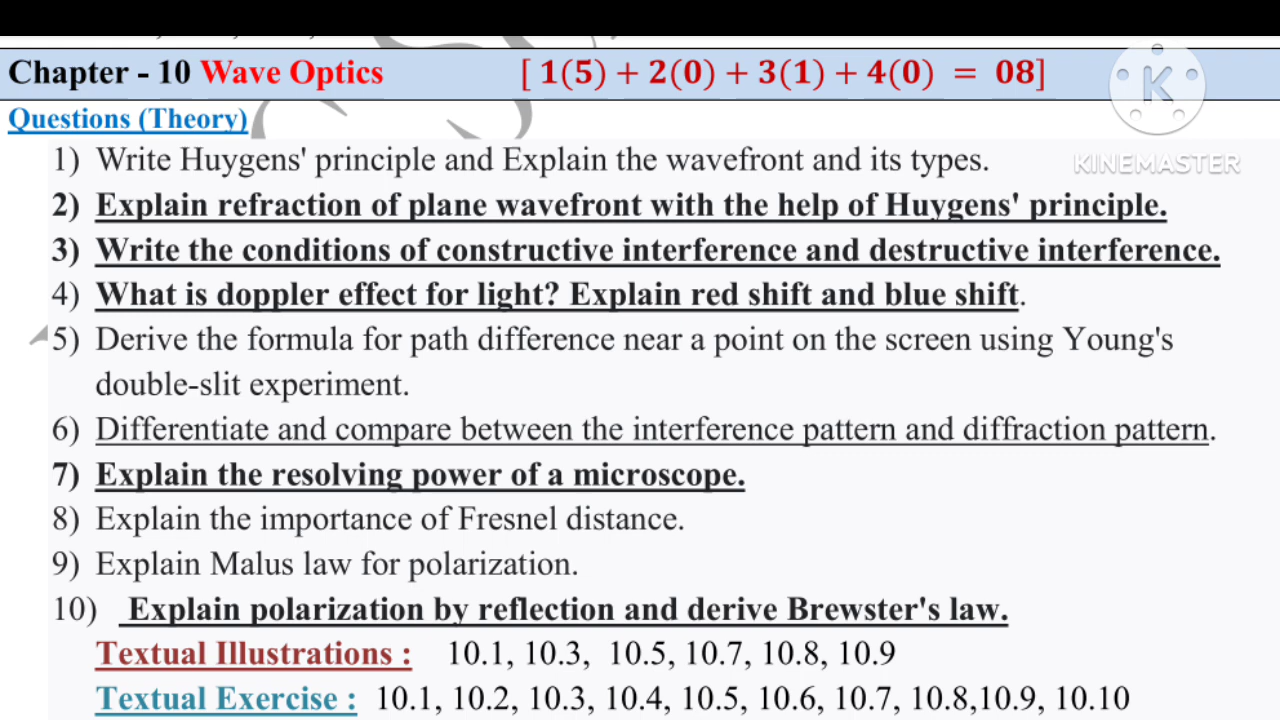 Chapter - 10 Wave Optics [ 1(5) + 2(0) + 3(1) + 4(0) = 08]
K
KINEMASTER
Questions (Theory)
1) Write Huygens' principle and Explain the wavefront and its types.
2) Explain refraction of plane wavefront with the help of Huygens' principle.
3) Write the conditions of constructive interference and destructive interference.
4) What is doppler effect for light? Explain red shift and blue shift.
5) Derive the formula for path difference near a point on the screen using Young's
double-slit experiment.
6) Differentiate and compare between the interference pattern and diffraction pattern.
7) Explain the resolving power of a microscope.
8) Explain the importance of Fresnel distance.
9) Explain Malus law for polarization.
10) Explain polarization by reflection and derive Brewster's law.
Textual Illustrations : 10.1, 10.3, 10.5, 10.7, 10.8, 10.9
Textual Exercise : 10.1, 10.2, 10.3, 10.4, 10.5, 10.6, 10.7, 10.8,10.9, 10.10